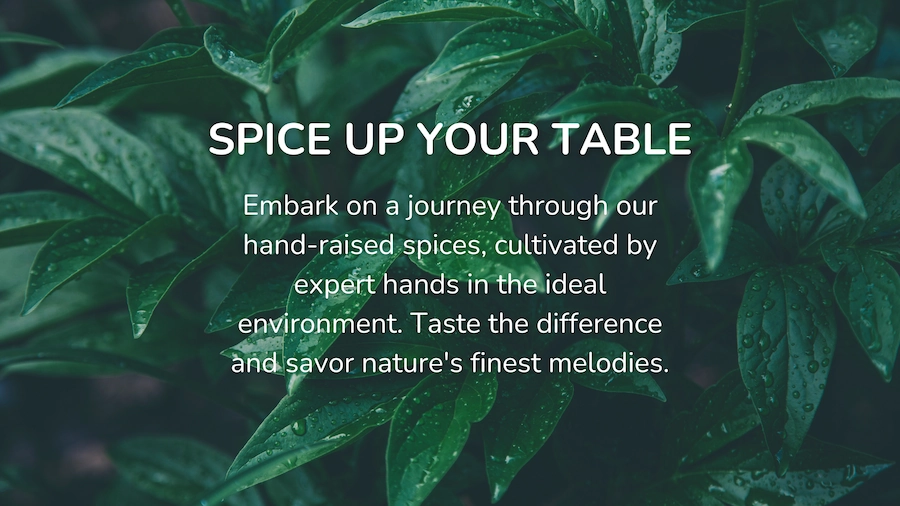 SPICE UP YOUR TABLE
Embark on a journey through our
hand-raised spices, cultivated by
expert hands in the ideal
environment. Taste the difference
and savor nature's finest melodies.